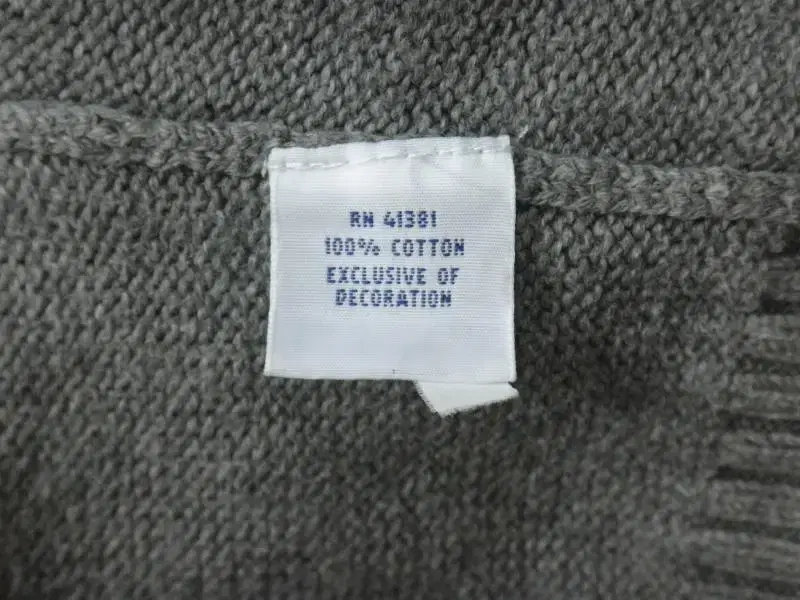 RN 41381
100% COTTON
EXCLUSIVE OF
DECORATION